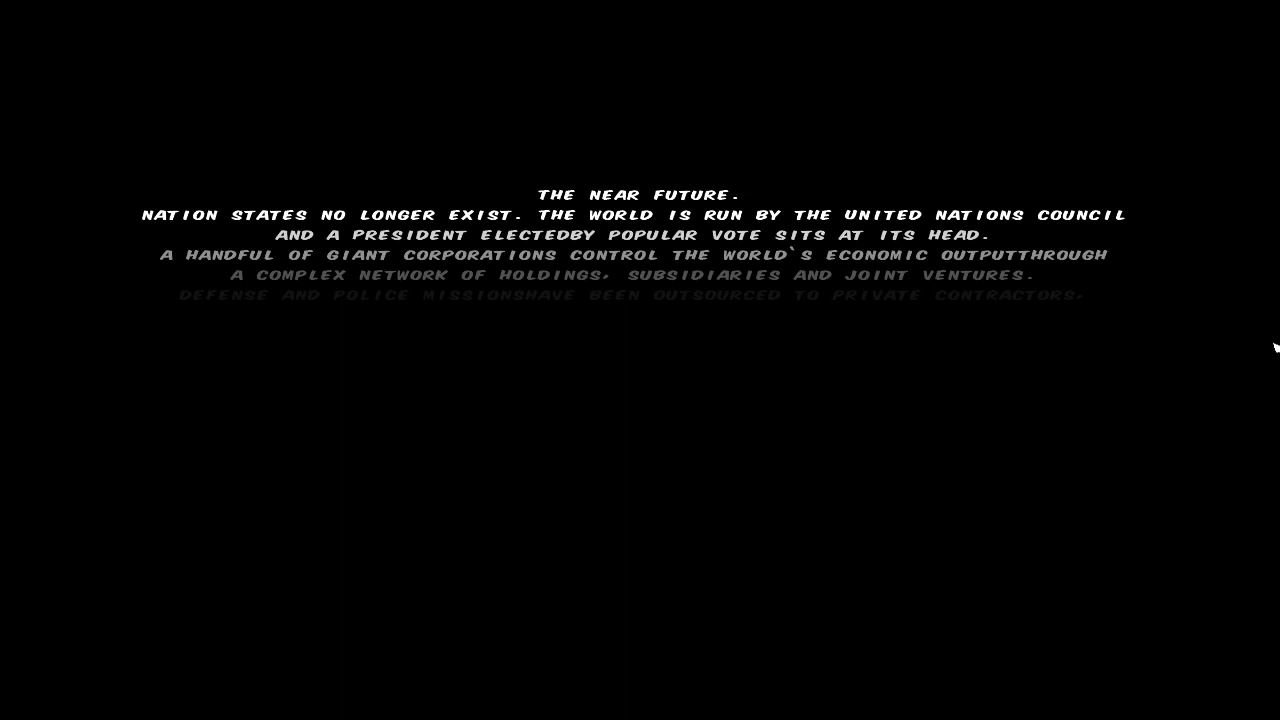 THE NEAR FUTURE.
NATION STATES NO LONGER EXIST. THE WORLD IS RUN BY THE UNITED NATIONS COUNCIL
AND A PRESIDENT ELECTEDBY POPULAR VOTE SITS AT ITS HEAD.
A HANDFUL OF GIANT CORPORATIONS CONTROL THE WORLD`S ECONOMIC OUTPUTTHROUGH
A COMPLEX NETWORK OF HOLDINGS, SUBSIDIARIES AND JOINT VENTURES.
DEFENSE AND POLICE MISSIONSHAVE BEEN OUTSOURCED TO PRIVATE CONTRACTORS,